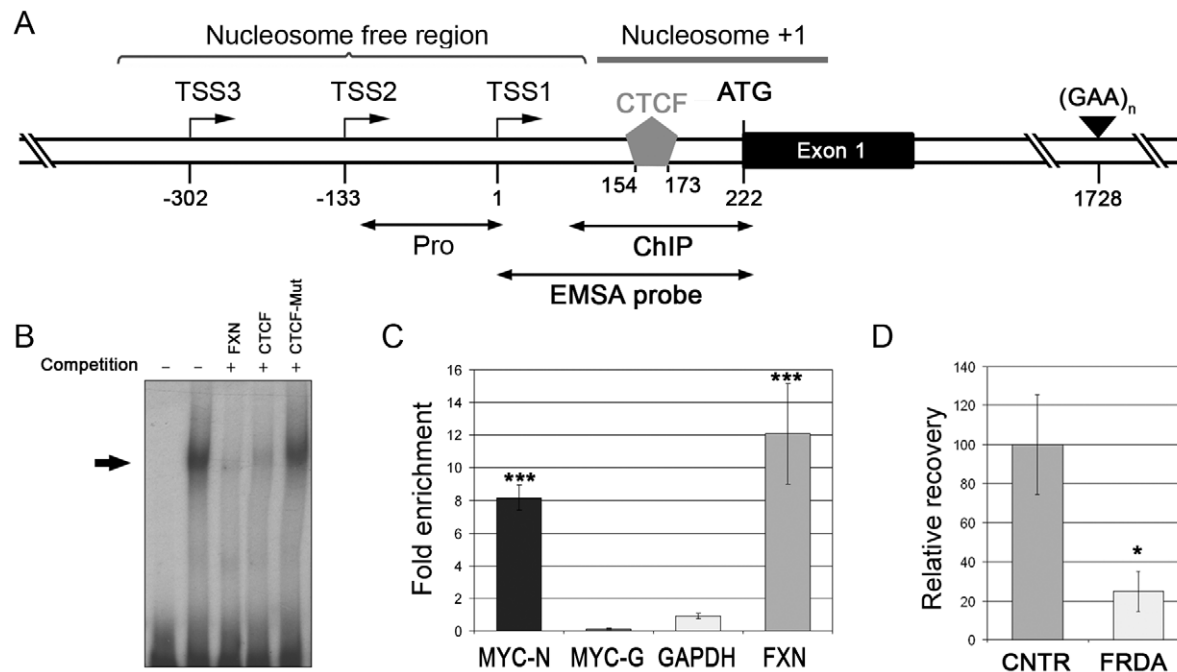 A
Nucleosome free region
Nucleosome +1
TSS3
TSS2
TSS1
CTCF
ATG
(GAA)n
Exon 1
154
173
-302
-133
1
222
1728
Pro
ChIP
EMSA probe
B
Competition
–
–
+ FXN
+ CTCF
+ CTCF-Mut
C
Fold enrichment
16
14
12
10
8
6
4
2
0
***
***
MYC-N
MYC-G
GAPDH
FXN
D
Relative recovery
140
120
100
80
60
40
20
0
*
CNTR
FRDA